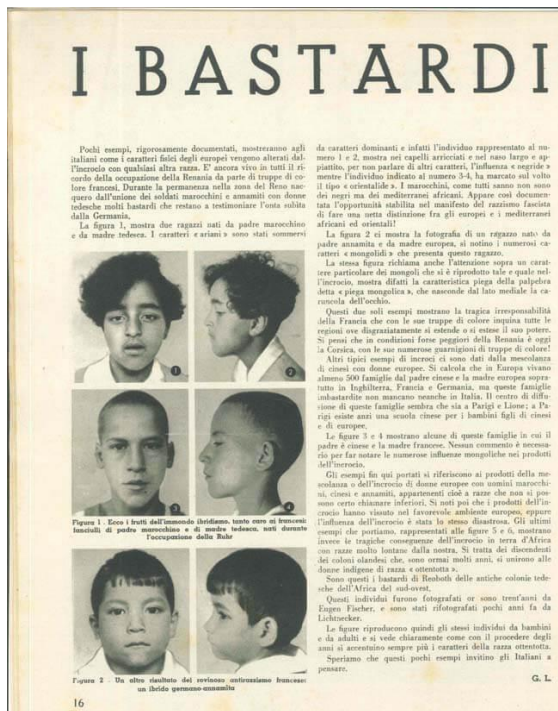 I BASTARDI
Pochi esempi, rigorosamente documentati, mostreranno agli
italiani come i caratteri fisici degli europei vengono alterati dal-
l'incrocio con qualsiasi altra razza. E' ancora vivo in tutti il ri-
cordo della occupazione della Renania da parte di truppe di co-
lore francesi. Durante la permanenza nella zona del Reno nac-
quero dall'unione dei soldati marocchini e annamiti con donne
tedesche molti bastardi che restano a testimoniare l'onta subita
dalla Germania.
La figura 1, mostra due ragazzi nati da padre marocchino
e da madre tedesca. I caratteri « ariani » sono stati sommersi
1
2
3
4
Figura 1 - Ecco i frutti dell'immondo ibridismo, tanto caro ai francesi:
fanciulli di padre marocchino e di madre tedesca, nati durante
l'occupazione della Ruhr
Figura 2 - Un altro risultato del rovinoso antirazzismo francese:
un ibrido germano-annamita
16
da caratteri dominanti e infatti l'individuo rappresentato al nu-
mero 1 e 2, mostra nei capelli arricciati e nel naso largo e ap-
piattito, per non parlare di altri caratteri, l'influenza « negride »
mentre l'individuo indicato al numero 3-4, ha marcato sul volto
il tipo « orientalide ». I marocchini, come tutti sanno non sono
dei negri ma dei mediterranei africani. Appare così documen-
tata l'opportunità stabilita nel manifesto del razzismo fascista
di fare una netta distinzione fra gli europei e i mediterranei
africani ed orientali!
La figura 2 ci mostra la fotografia di un ragazzo nato da
padre annamita e da madre europea, si notino i numerosi ca-
ratteri « mongolidi » che presenta questo ragazzo.
La stessa figura richiama anche l'attenzione sopra un carat-
tere particolare dei mongoli che si è riprodotto tale e quale nel-
l'incrocio, mostra difatti la caratteristica piega della palpebra
detta « piega mongolica », che nasconde dal lato mediale la ca-
runcola dell'occhio.
Questi due soli esempi mostrano la tragica irresponsabilità
della Francia che con le sue truppe di colore inquina tutte le
regioni ove disgraziatamente si estende o si estese il suo potere.
Si pensi che in condizioni forse peggiori della Renania è oggi
la Corsica, con le sue numerose guarnigioni di truppe di colore!
Altri tipici esempi di incroci ci sono dati dalla mescolanza
di cinesi con donne europee. Si calcola che in Europa vivano
almeno 500 famiglie dal padre cinese e la madre europea sopra-
tutto in Inghilterra, Francia e Germania, ma queste famiglie
imbastardite non mancano neanche in Italia. Il centro di diffu-
sione di queste famiglie sembra che sia a Parigi e Lione; a Pa-
rigi esiste anzi una scuola cinese per i bambini figli di cinesi
e di europee.
Le figure 3 e 4 mostrano alcune di queste famiglie in cui il
padre è cinese e la madre francese. Nessun commento è necessa-
rio per far notare le numerose influenze mongoliche nei prodotti
dell'incrocio.
Gli esempi fin qui portati si riferiscono ai prodotti della me-
scolanza o dell'incrocio di donne europee con uomini marocchi-
ni, cinesi e annamiti, appartenenti cioè a razze che non si pos-
sono certo chiamare inferiori. Si noti poi che i prodotti dell'in-
crocio hanno vissuto nel favorevole ambiente europeo, eppure
l'influenza dell'incrocio è stata lo stesso disastrosa. Gli ultimi
esempi che portiamo, rappresentati alle figure 5 e 6, mostrano
invece le tragiche conseguenze dell'incrocio in terra d'Africa
con razze molto lontane dalla nostra. Si tratta dei discendenti
dei coloni olandesi che, sono ormai molti anni, si unirono alle
donne indigene di razza « ottentotta ».
Sono questi i bastardi di Reoboth delle antiche colonie tede-
sche dell'Africa del sud-ovest.
Questi individui furono fotografati or sono trent'anni da
Eugen Fischer, e sono stati rifotografati pochi anni fa da
Lichtnecker.
Le figure riproducono quindi gli stessi individui da bambini
e da adulti e si vede chiaramente come con il procedere degli
anni si accentuino sempre più i caratteri della razza ottentotta.
Speriamo che questi pochi esempi invitino gli Italiani a
pensare.
G. L.